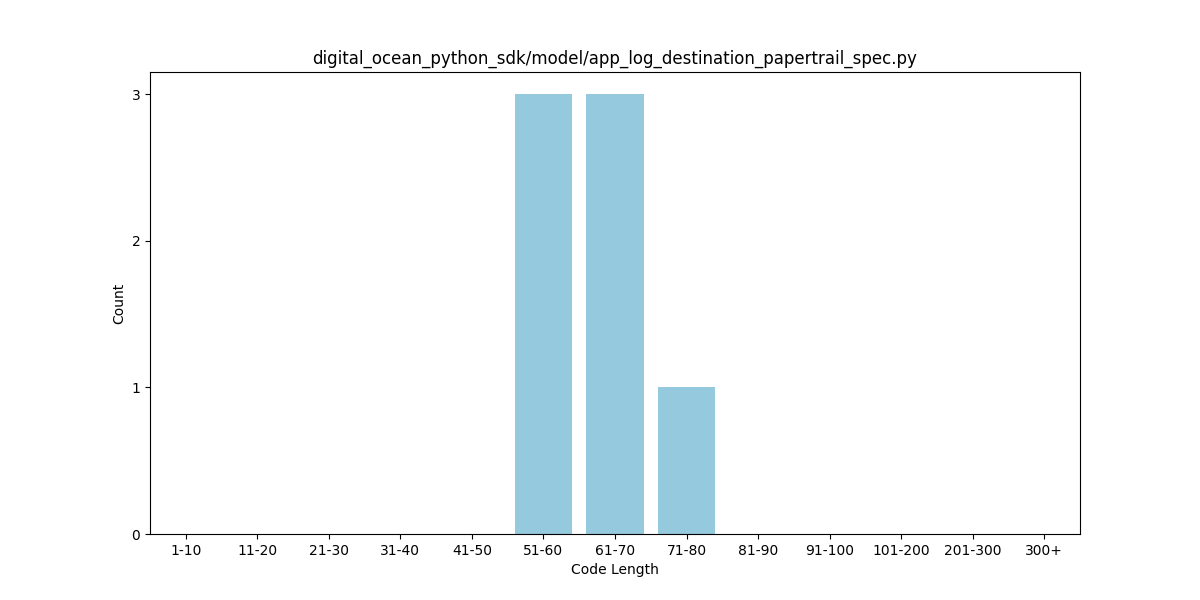 digital_ocean_python_sdk/model/app_log_destination_papertrail_spec.py
3
2
1
0
Count
1-10 11-20 21-30 31-40 41-50 51-60 61-70 71-80 81-90 91-100 101-200 201-300 300+
Code Length